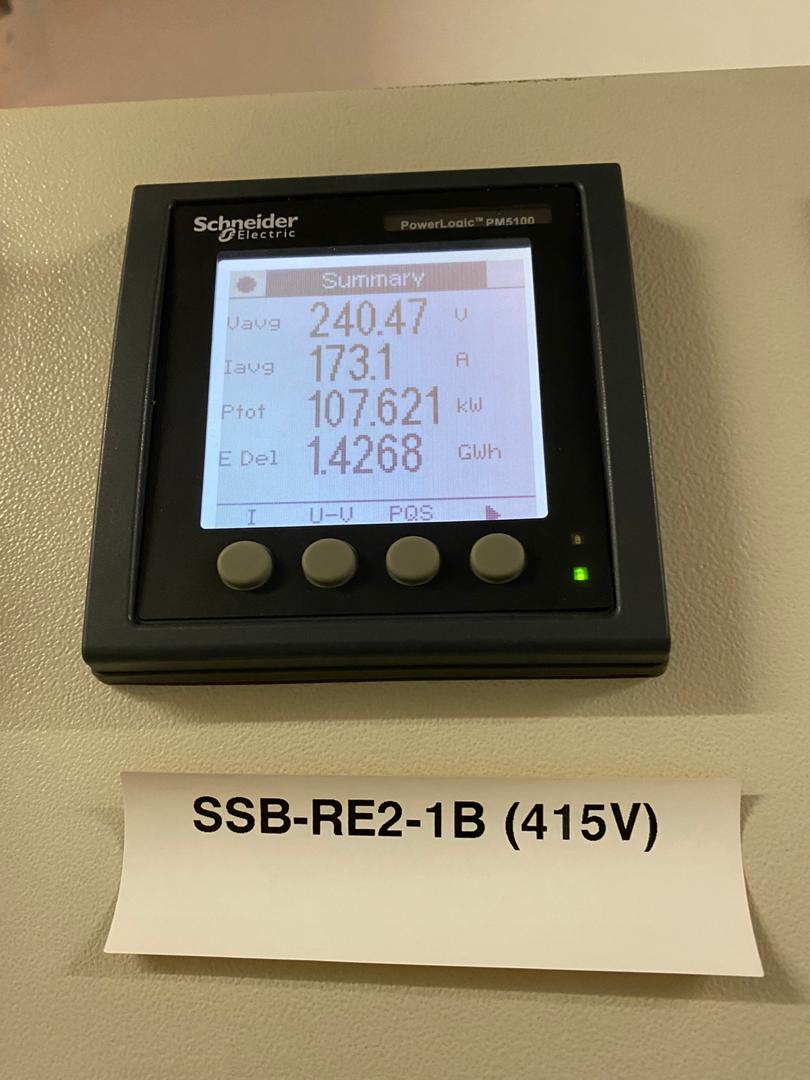 Schneider
Electric
PowerLogic™ PM5100
Summary
Vavg 240.47 V
Iavg 173.1 A
Ptot 107.621 kW
E Del 1.4268 GWh
I U-V PQS
SSB-RE2-1B (415V)